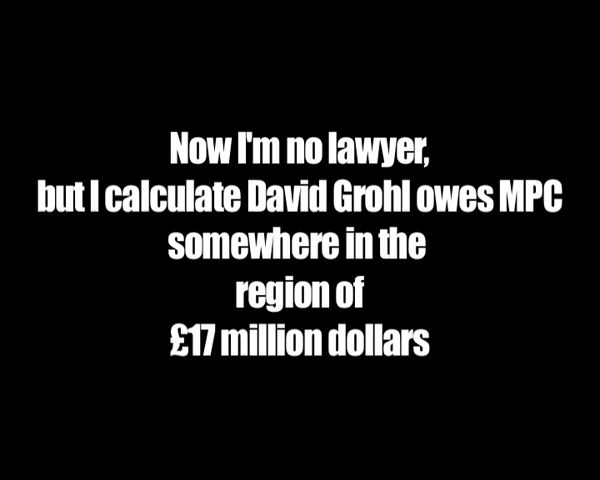 Now I'm no lawyer,
but I calculate David Grohl owes MPC
somewhere in the
region of
£17 million dollars